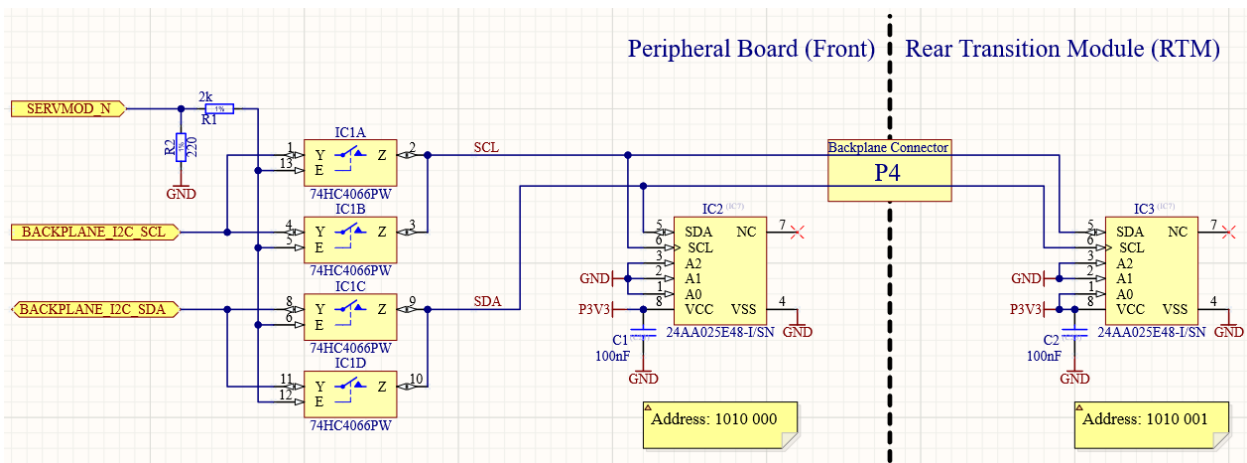 Peripheral Board (Front)
Rear Transition Module (RTM)
SERVMOD_N
2k
1%
R1
R2
1%
220
GND
IC1A
1 Y Z 2
13 E
74HC4066PW
SCL
Backplane Connector
P4
IC1B
4 Y Z 3
5 E
74HC4066PW
BACKPLANE_I2C_SCL
IC1C
8 Y Z 9
6 E
74HC4066PW
BACKPLANE_I2C_SDA
SDA
IC1D
11 Y Z 10
12 E
74HC4066PW
IC2 (IC7)
5 SDA NC 7
6 SCL
3 A2
GND 2 A1
1 A0
P3V3 8 VCC VSS 4
GND
24AA025E48-I/SN
C1
100nF
GND
Address: 1010 000
IC3 (IC7)
5 SDA NC 7
6 SCL
3 A2
GND 2 A1
1 A0
P3V3 8 VCC VSS 4
GND
24AA025E48-I/SN
C2
100nF
GND
Address: 1010 001